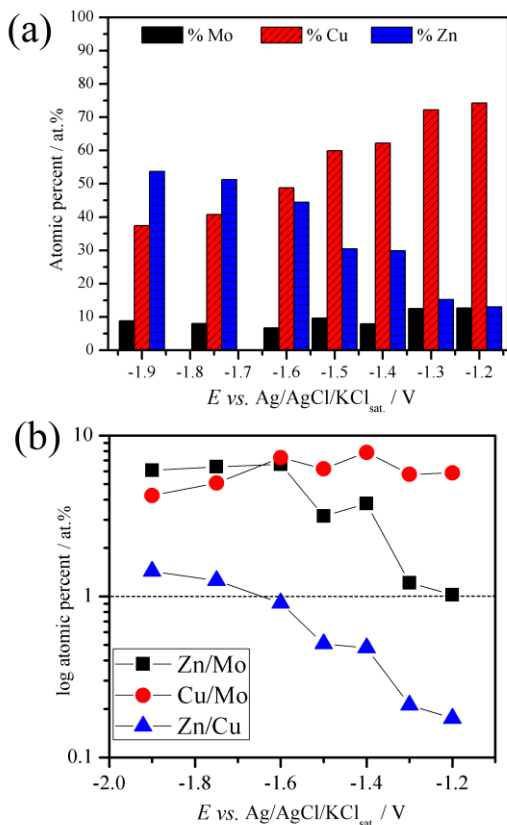 (a)
% Mo % Cu % Zn
Atomic percent / at.%
100
90
80
70
60
50
40
30
20
10
0
-1.9 -1.8 -1.7 -1.6 -1.5 -1.4 -1.3 -1.2
E vs. Ag/AgCl/KCl sat. / V
(b)
log atomic percent / at.%
10
1
0.1
Zn/Mo
Cu/Mo
Zn/Cu
-2.0 -1.8 -1.6 -1.4 -1.2
E vs. Ag/AgCl/KCl sat. / V